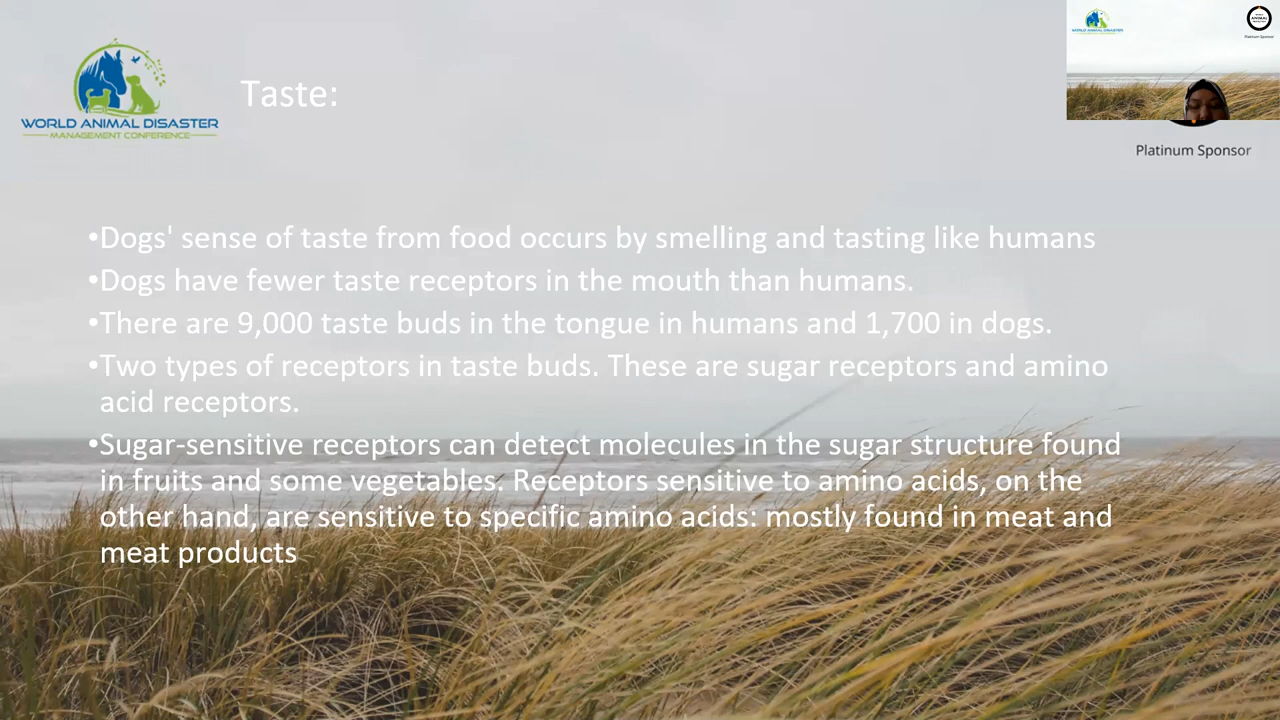 WORLD ANIMAL DISASTER
MANAGEMENT CONFERENCE
Taste:
Platinum Sponsor
•Dogs' sense of taste from food occurs by smelling and tasting like humans
•Dogs have fewer taste receptors in the mouth than humans.
•There are 9,000 taste buds in the tongue in humans and 1,700 in dogs.
•Two types of receptors in taste buds. These are sugar receptors and amino
acid receptors.
•Sugar-sensitive receptors can detect molecules in the sugar structure found
in fruits and some vegetables. Receptors sensitive to amino acids, on the
other hand, are sensitive to specific amino acids: mostly found in meat and
meat products